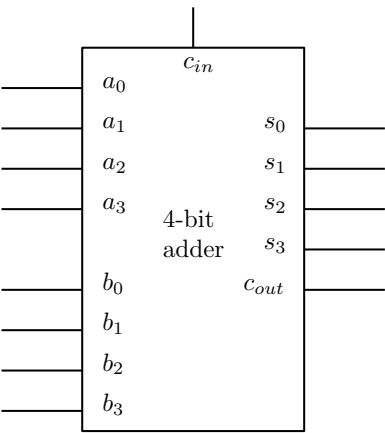 c_in
a_0
a_1
a_2
a_3
s_0
s_1
s_2
s_3
c_out
4-bit
adder
b_0
b_1
b_2
b_3